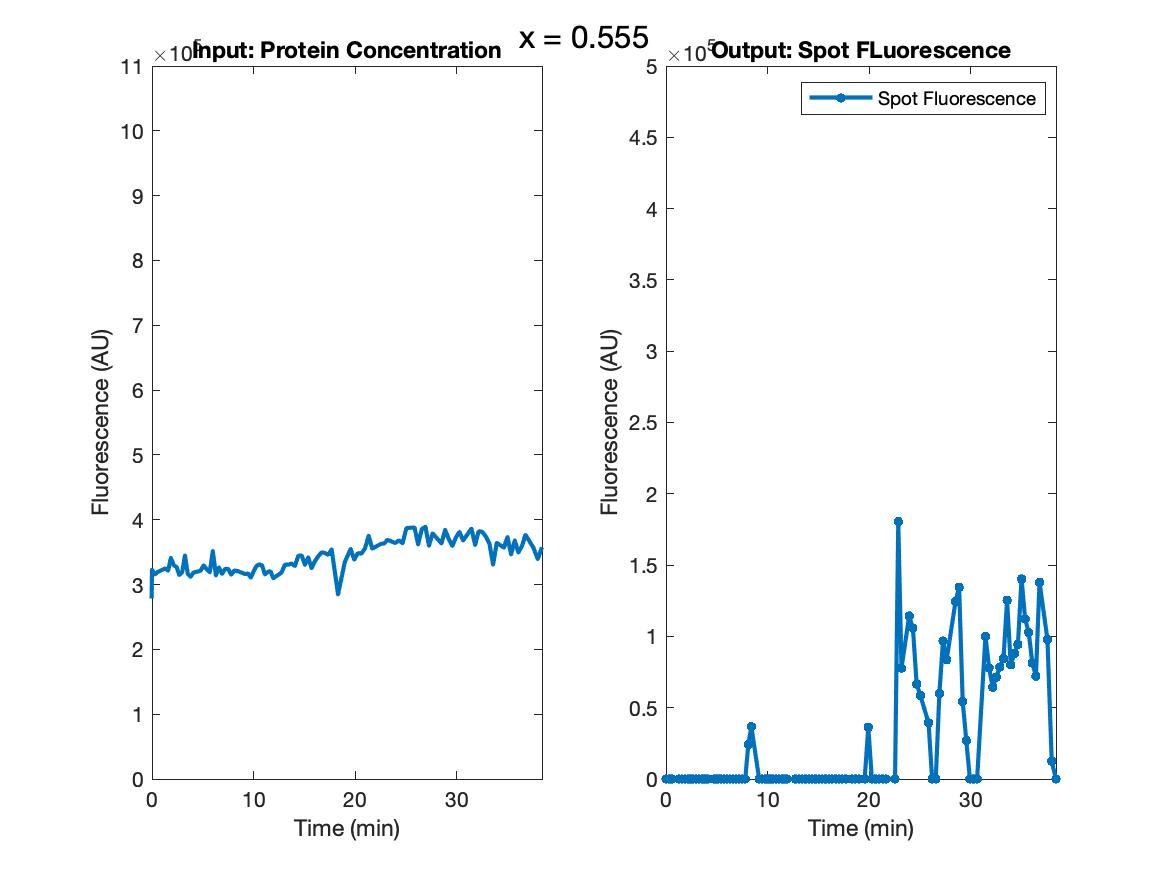 x = 0.555
×10⁵
Input: Protein Concentration
11
10
9
8
7
6
5
4
3
2
1
0
Fluorescence (AU)
0 10 20 30
Time (min)
×10⁵
Output: Spot FLuorescence
Spot Fluorescence
5
4.5
4
3.5
3
2.5
2
1.5
1
0.5
0
Fluorescence (AU)
0 10 20 30
Time (min)